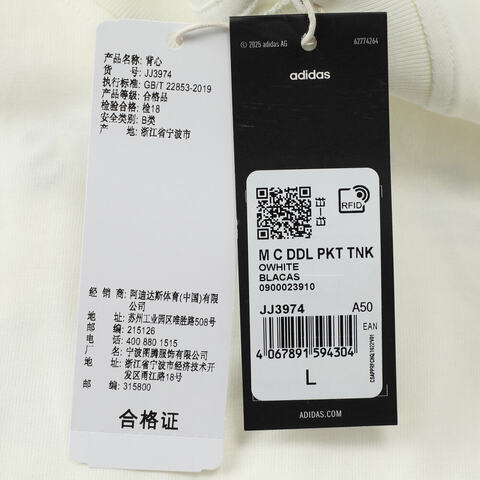 产品名称: 背心
货 号: JJ3974
执行标准: GB/T 22853-2019
产品等级: 合格品
检验合格: 检18
安全类别: B类
产 地: 浙江省宁波市
经 销 商: 阿迪达斯体育(中国)有限
公司
地 址: 苏州工业园区唯胜路508号
邮 编: 215126
电 话: 400 880 1515
厂 名: 宁波图腾服饰有限公司
地 址: 浙江省宁波市经济技术开
发区雨江路18号
邮 编: 315800
合格证
© 2025 adidas AG
62774264
adidas
RFID
M C DDL PKT TNK
OWHITE
BLACAS
0900023910
JJ3974 A50
EAN
4 067891 594304
L
ADIDAS.COM